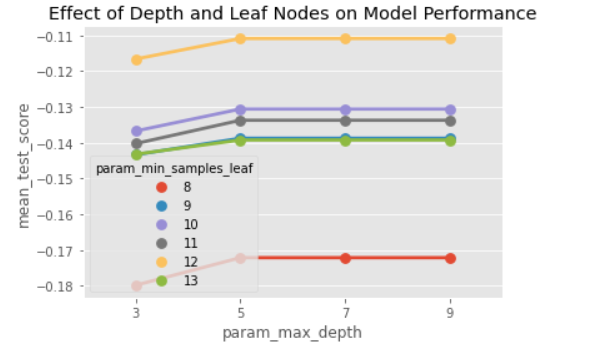 Effect of Depth and Leaf Nodes on Model Performance
mean_test_score
−0.11
−0.12
−0.13
−0.14
−0.15
−0.16
−0.17
−0.18
param_min_samples_leaf
8
9
10
11
12
13
3 5 7 9
param_max_depth